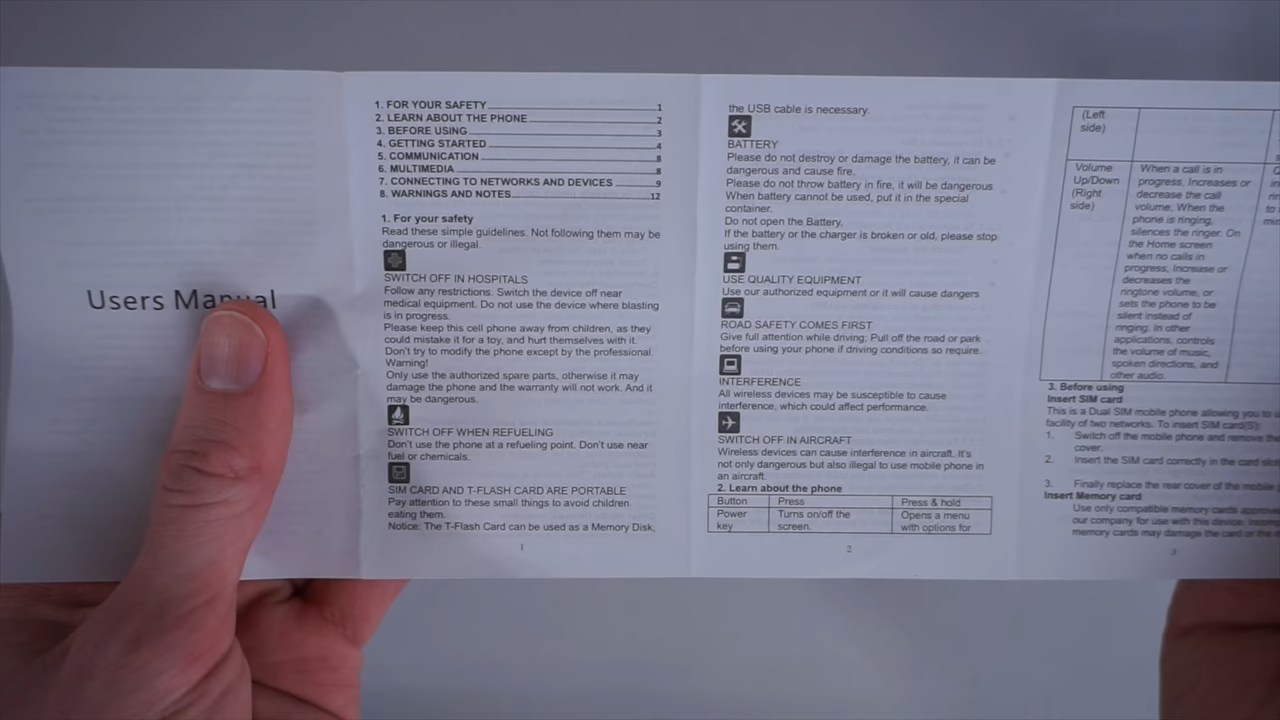 Users Manual
1. FOR YOUR SAFETY 1
2. LEARN ABOUT THE PHONE 2
3. BEFORE USING 3
4. GETTING STARTED 4
5. COMMUNICATION 8
6. MULTIMEDIA 8
7. CONNECTING TO NETWORKS AND DEVICES 9
8. WARNINGS AND NOTES 12
1. For your safety
Read these simple guidelines. Not following them may be
dangerous or illegal.
SWITCH OFF IN HOSPITALS
Follow any restrictions. Switch the device off near
medical equipment. Do not use the device where blasting
is in progress.
Please keep this cell phone away from children, as they
could mistake it for a toy, and hurt themselves with it.
Don't try to modify the phone except by the professional.
Warning!
Only use the authorized spare parts, otherwise it may
damage the phone and the warranty will not work. And it
may be dangerous.
SWITCH OFF WHEN REFUELING
Don't use the phone at a refueling point. Don't use near
fuel or chemicals.
SIM CARD AND T-FLASH CARD ARE PORTABLE
Pay attention to these small things to avoid children
eating them.
Notice: The T-Flash Card can be used as a Memory Disk,
1
the USB cable is necessary.
BATTERY
Please do not destroy or damage the battery, it can be
dangerous and cause fire.
Please do not throw battery in fire, it will be dangerous
When battery cannot be used, put it in the special
container.
Do not open the Battery.
If the battery or the charger is broken or old, please stop
using them.
USE QUALITY EQUIPMENT
Use our authorized equipment or it will cause dangers
ROAD SAFETY COMES FIRST
Give full attention while driving; Pull off the road or park
before using your phone if driving conditions so require.
INTERFERENCE
All wireless devices may be susceptible to cause
interference, which could affect performance.
SWITCH OFF IN AIRCRAFT
Wireless devices can cause interference in aircraft. It's
not only dangerous but also illegal to use mobile phone in
an aircraft.
2. Learn about the phone
Button Press Press & hold
Power Turns on/off the Opens a menu
key screen. with options for
2
(Left
side)
Volume When a call is in
Up/Down progress, Increases or
(Right decrease the call
side) volume. When the
phone is ringing,
silences the ringer. On
the Home screen
when no calls in
progress, Increase or
decreases the
ringtone volume, or
sets the phone to be
silent instead of
ringing. In other
applications, controls
the volume of music,
spoken directions, and
other audio.
3. Before using
Insert SIM card
This is a Dual SIM mobile phone allowing you to
facility of two networks. To insert SIM card(S):
1. Switch off the mobile phone and remove the
cover.
2. Insert the SIM card correctly in the card
3. Finally replace the rear cover of the mobile
Insert Memory card
Use only compatible memory cards
our company for use with this device.
memory cards may damage the card or the
3